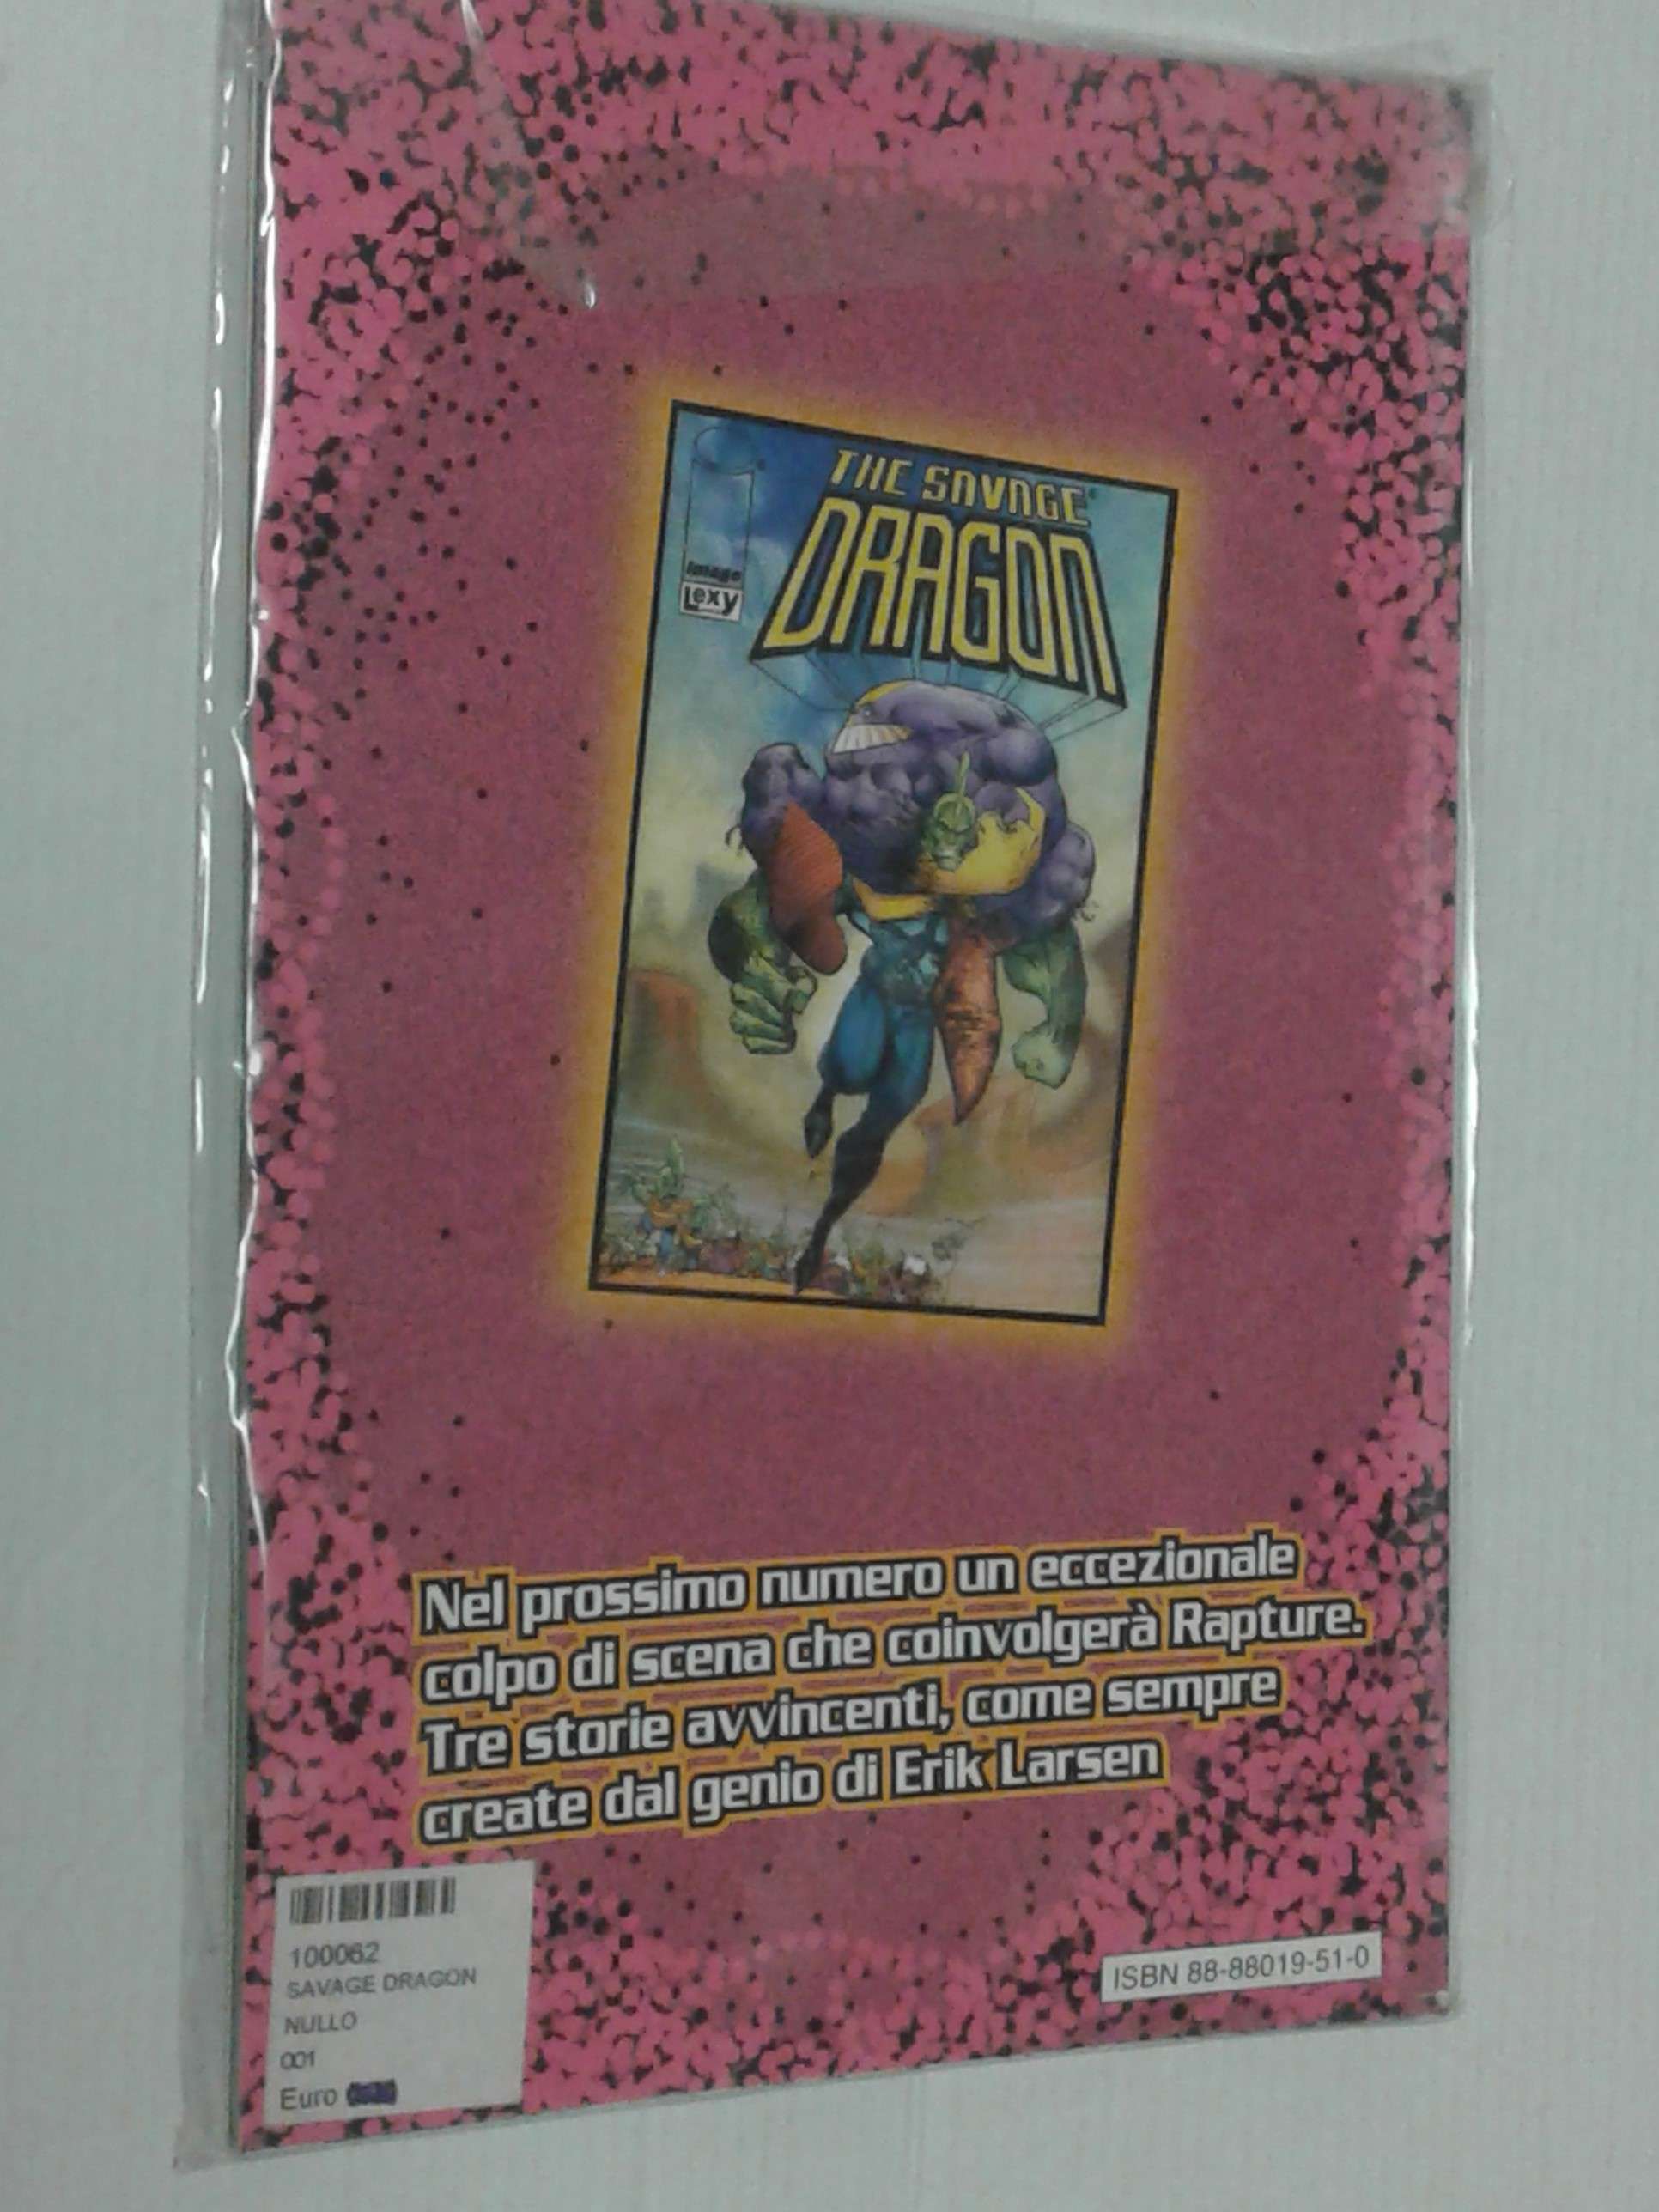 THE SAVAGE
DRAGON
image
Lexy
Nel prossimo numero un eccezionale
colpo di scena che coinvolgerà Rapture.
Tre storie avvincenti, come sempre
create dal genio di Erik Larsen
100062
SAVAGE DRAGON
NULLO
001
Euro
ISBN 88-88019-51-0